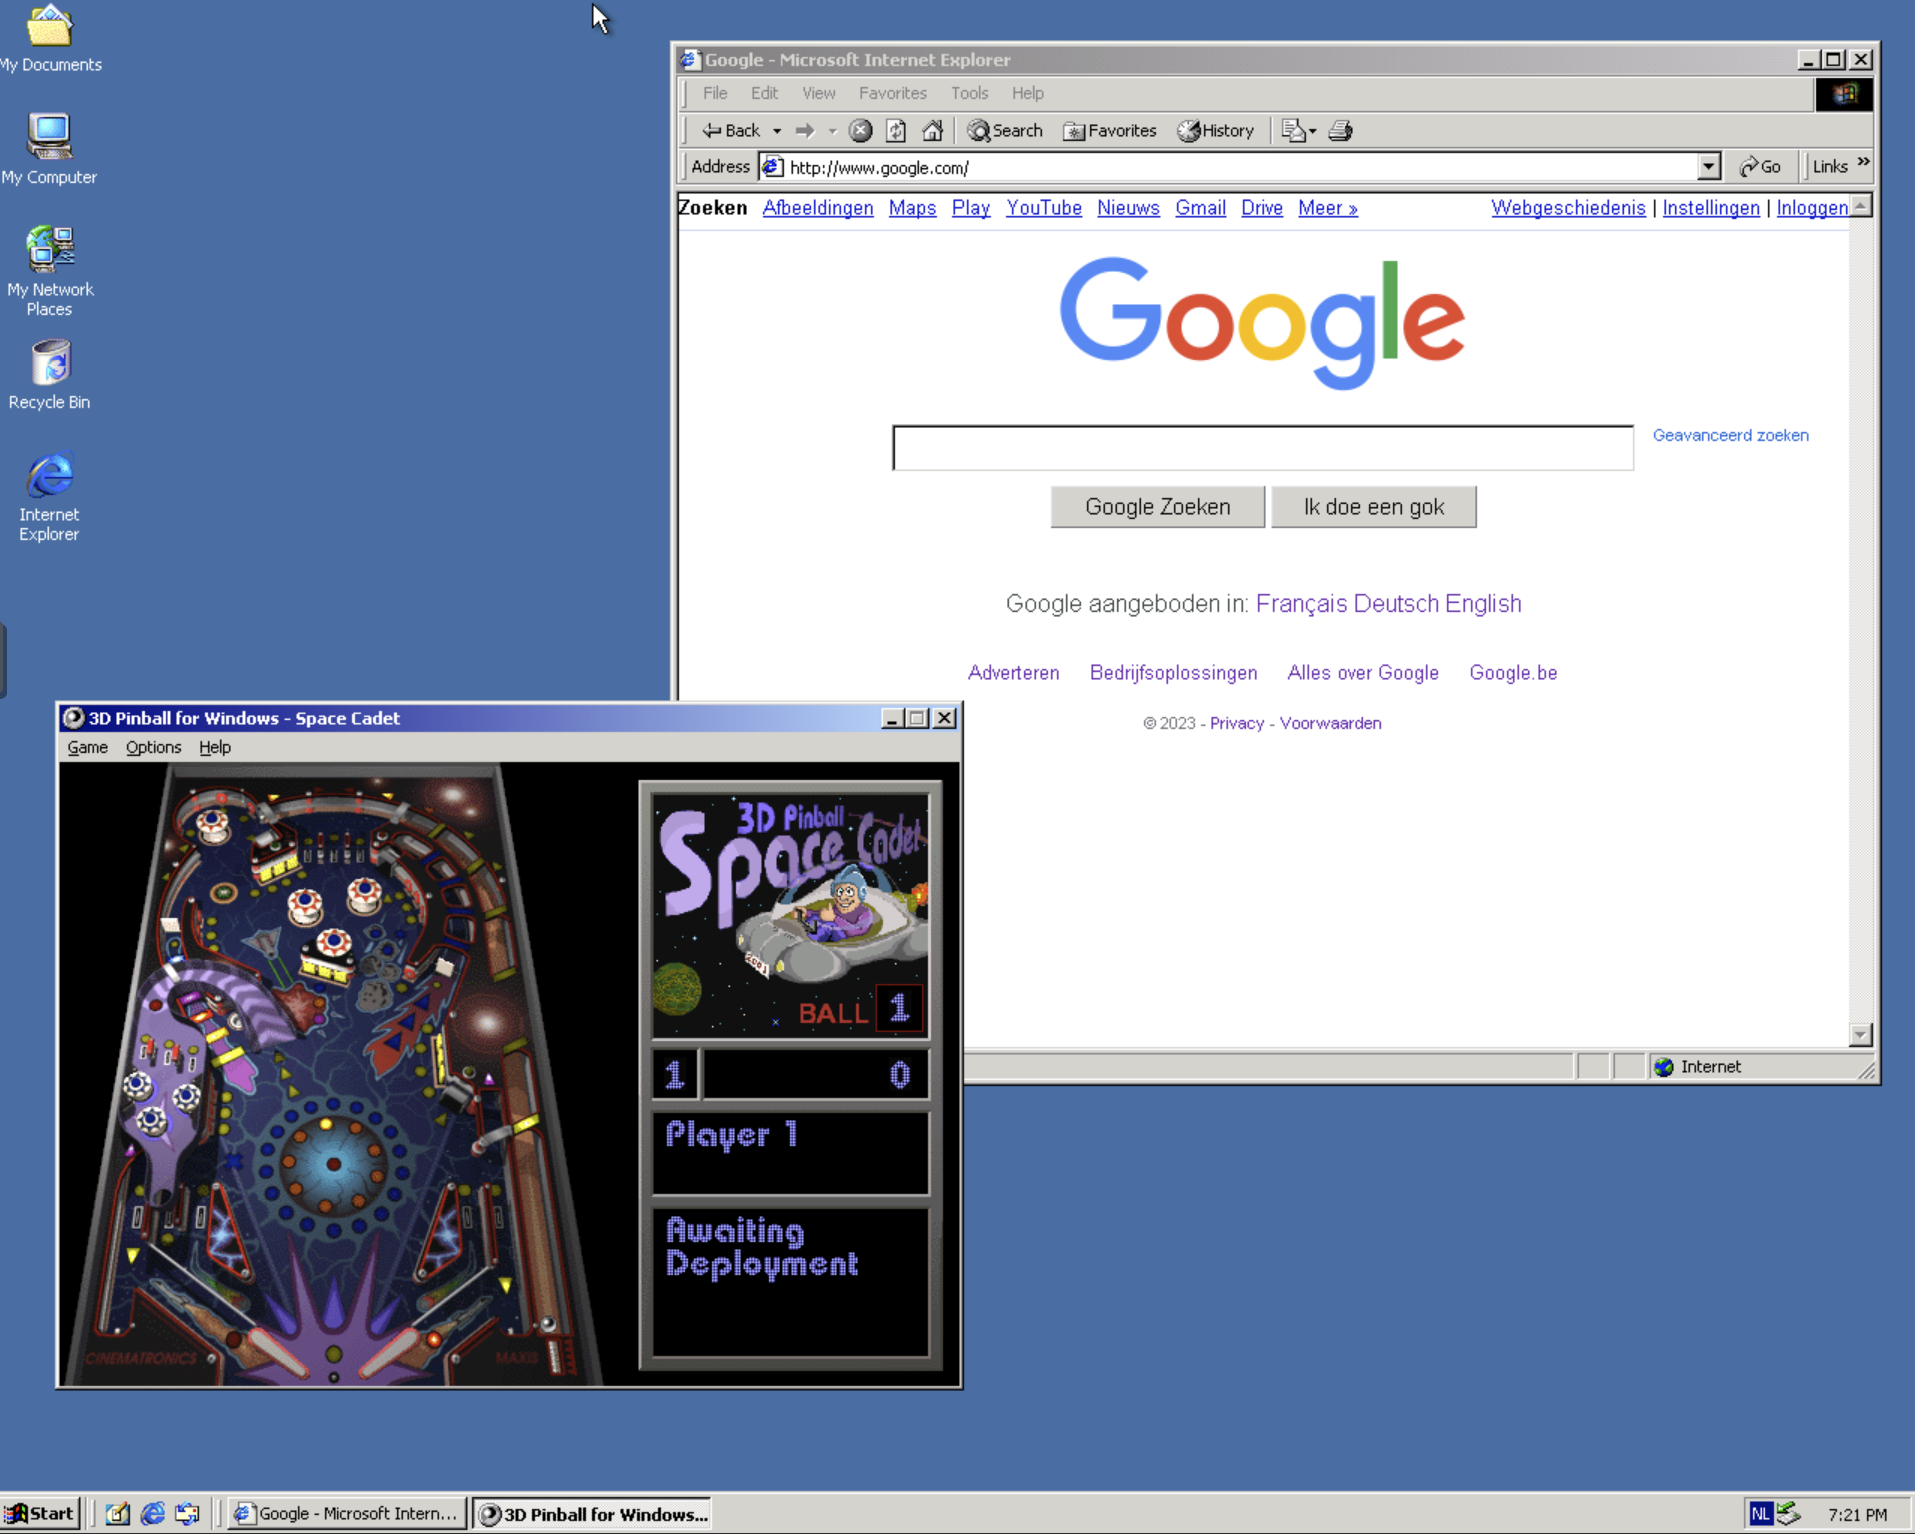 My Documents
My Computer
My Network
Places
Recycle Bin
Internet
Explorer
Google - Microsoft Internet Explorer
File Edit View Favorites Tools Help
Back Search Favorites History
Address http://www.google.com/ Go Links »
Zoeken Afbeeldingen Maps Play YouTube Nieuws Gmail Drive Meer » Webgeschiedenis | Instellingen | Inloggen
Google
Geavanceerd zoeken
Google Zoeken Ik doe een gok
Google aangeboden in: Français Deutsch English
Adverteren Bedrijfsoplossingen Alles over Google Google.be
© 2023 - Privacy - Voorwaarden
Internet
3D Pinball for Windows - Space Cadet
Game Options Help
3D Pinball
Space Cadet
2001
BALL 1
1 0
Player 1
Awaiting
Deployment
CINEMATRONICS MAXIS
Start Google - Microsoft Intern... 3D Pinball for Windows... NL 7:21 PM